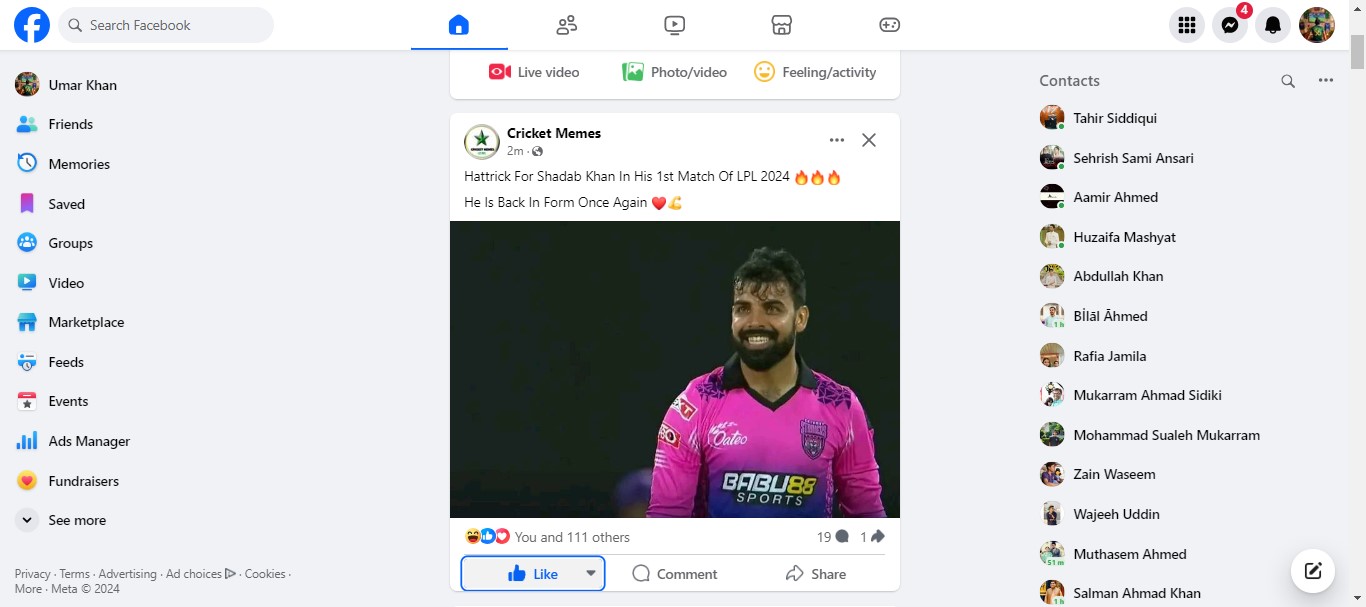 Search Facebook
4
Umar Khan
Friends
Memories
Saved
Groups
Video
Marketplace
Feeds
Events
Ads Manager
Fundraisers
See more
Privacy · Terms · Advertising · Ad choices · Cookies ·
More · Meta © 2024
Live video
Photo/video
Feeling/activity
Cricket Memes
2m ·
Hattrick For Shadab Khan In His 1st Match Of LPL 2024 🔥🔥🔥
He Is Back In Form Once Again ❤️💪
BABU88
SPORTS
You and 111 others
19
1
Like
Comment
Share
Contacts
Tahir Siddiqui
Sehrish Sami Ansari
Aamir Ahmed
Huzaifa Mashyat
Abdullah Khan
Bİlāl Āhmed
1 h
Rafia Jamila
Mukarram Ahmad Sidiki
Mohammad Sualeh Mukarram
Zain Waseem
Wajeeh Uddin
Muthasem Ahmed
51 m
Salman Ahmad Khan
1 h